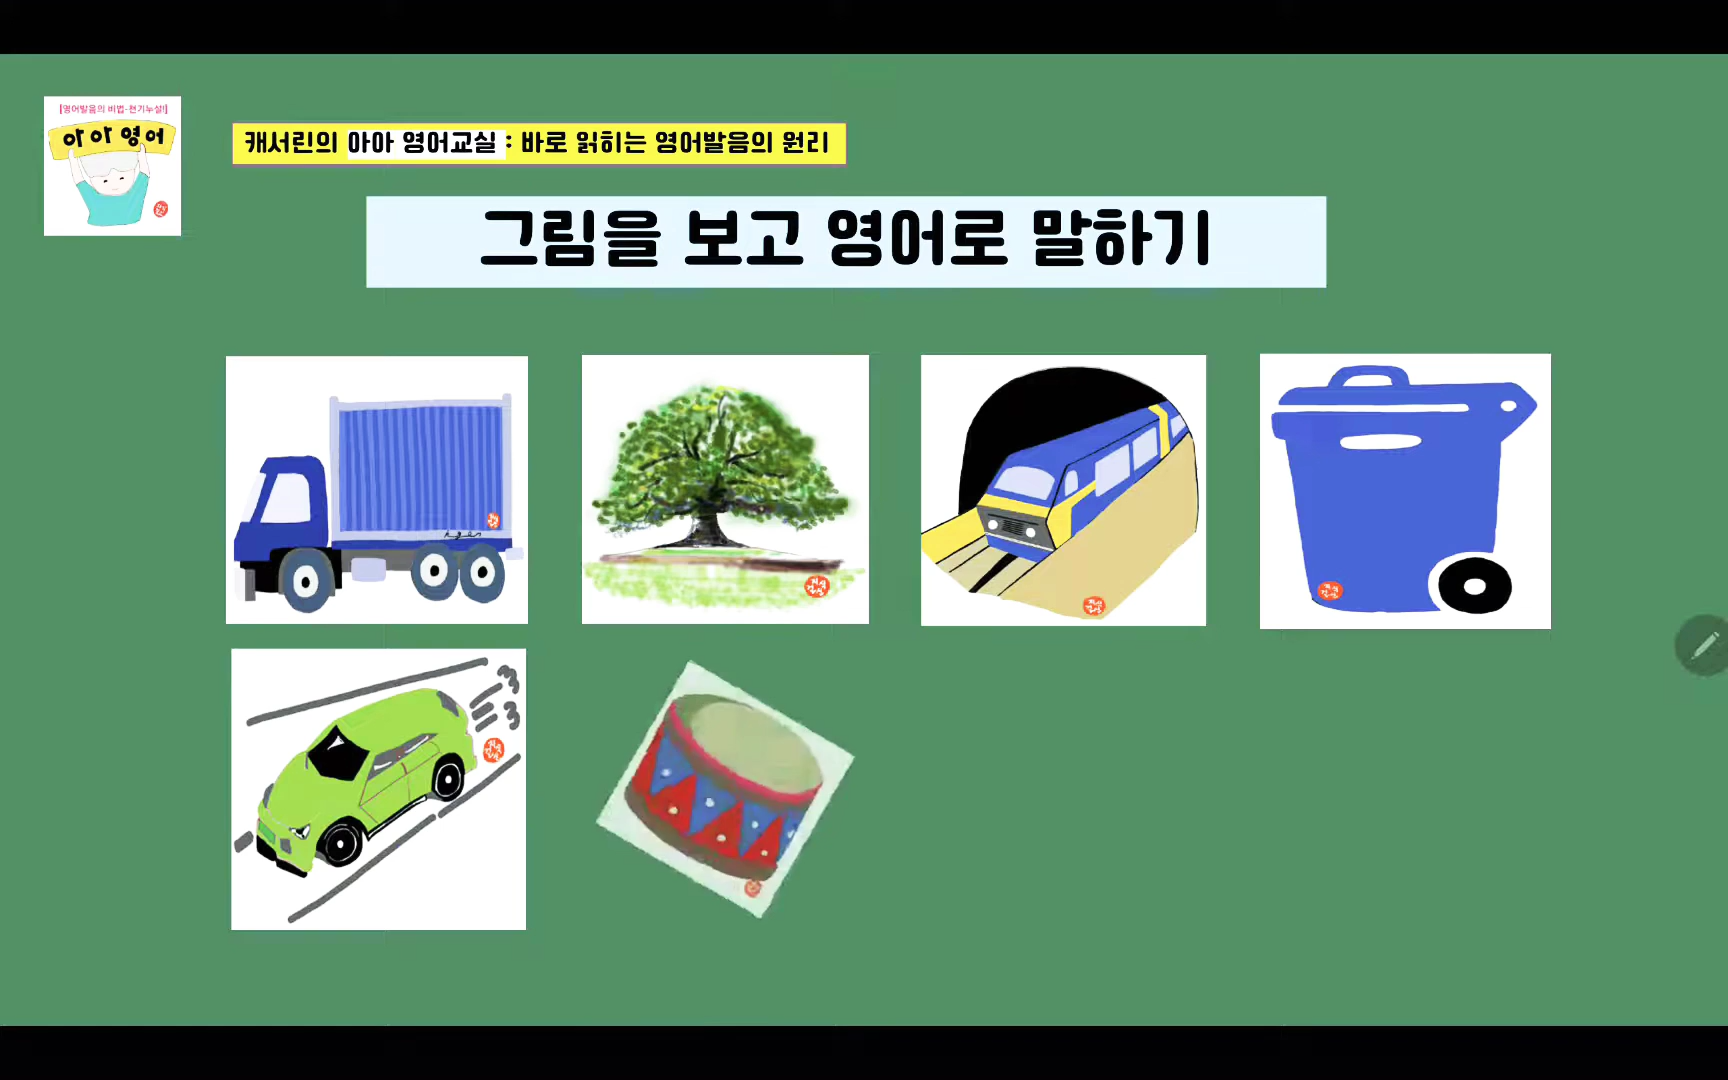 [영어발음의 비법-천기누설!]
아아 영어
캐서린의 아아 영어교실 : 바로 읽히는 영어발음의 원리
그림을 보고 영어로 말하기